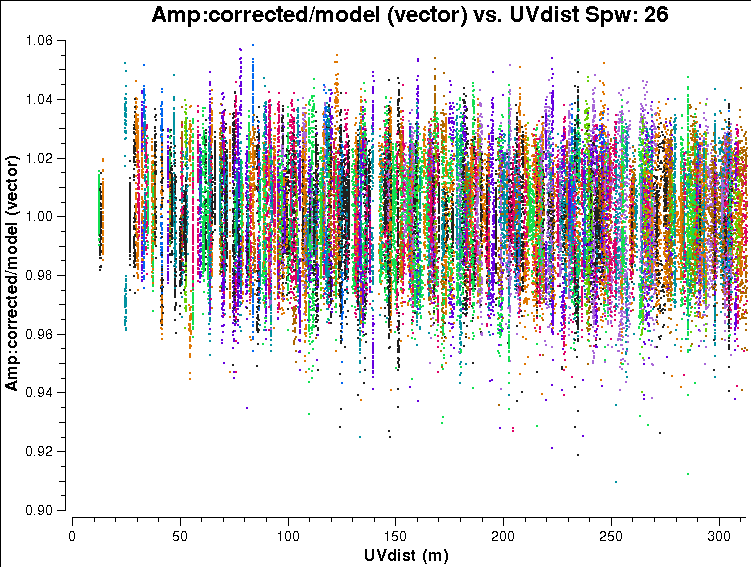 Amp:corrected/model (vector) vs. UVdist Spw: 26
1.06
1.04
1.02
1.00
0.98
0.96
0.94
0.92
0.90
Amp:corrected/model (vector)
0 50 100 150 200 250 300
UVdist (m)